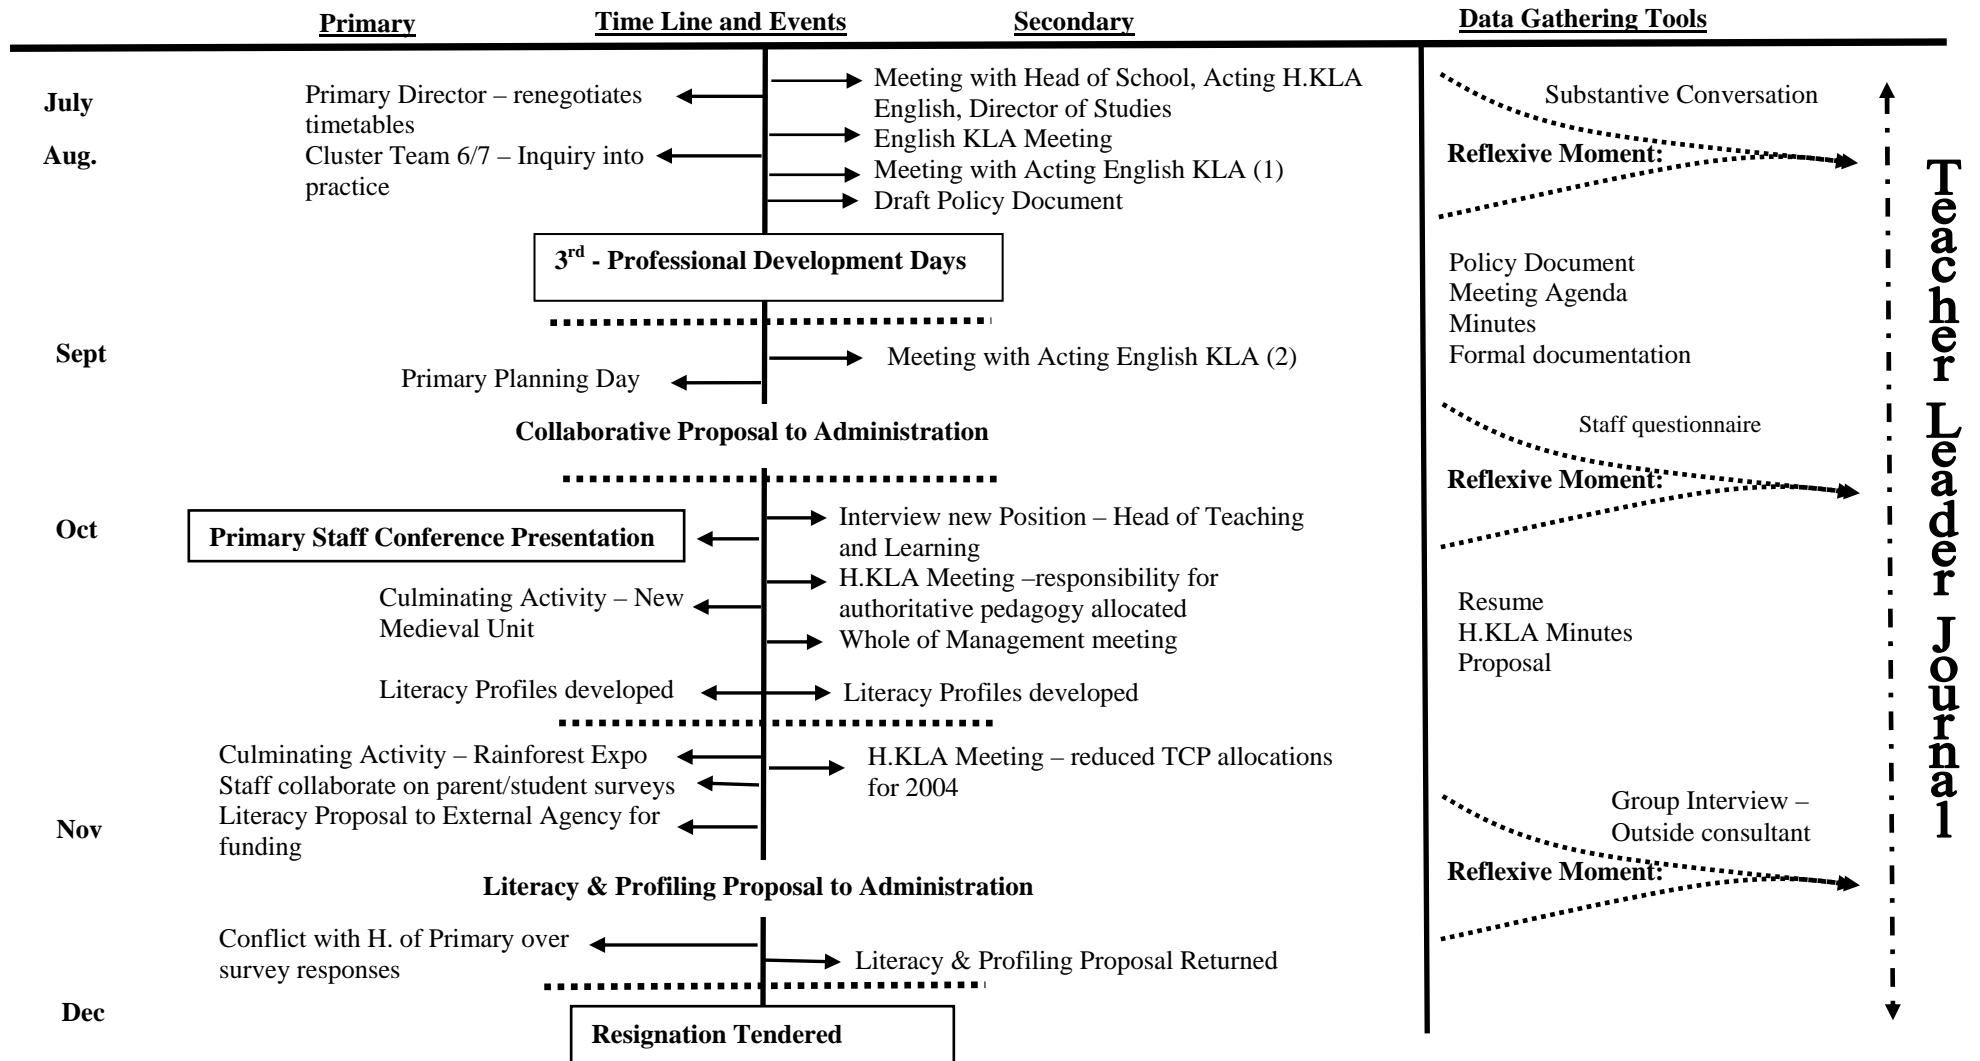 Primary
Time Line and Events
Secondary
Data Gathering Tools
July
Primary Director – renegotiates
timetables
Meeting with Head of School, Acting H.KLA
English, Director of Studies
English KLA Meeting
Aug.
Cluster Team 6/7 – Inquiry into
practice
Meeting with Acting English KLA (1)
Draft Policy Document
Substantive Conversation
Reflexive Moment:
3rd - Professional Development Days
Policy Document
Meeting Agenda
Minutes
Formal documentation
Sept
Meeting with Acting English KLA (2)
Primary Planning Day
Collaborative Proposal to Administration
Staff questionnaire
Reflexive Moment:
Oct
Primary Staff Conference Presentation
Interview new Position – Head of Teaching
and Learning
H.KLA Meeting –responsibility for
authoritative pedagogy allocated
Whole of Management meeting
Culminating Activity – New
Medieval Unit
Literacy Profiles developed
Literacy Profiles developed
Resume
H.KLA Minutes
Proposal
Culminating Activity – Rainforest Expo
Staff collaborate on parent/student surveys
Literacy Proposal to External Agency for
funding
H.KLA Meeting – reduced TCP allocations
for 2004
Nov
Group Interview –
Outside consultant
Reflexive Moment:
Literacy & Profiling Proposal to Administration
Conflict with H. of Primary over
survey responses
Literacy & Profiling Proposal Returned
Dec
Resignation Tendered
Teacher Leader Journal